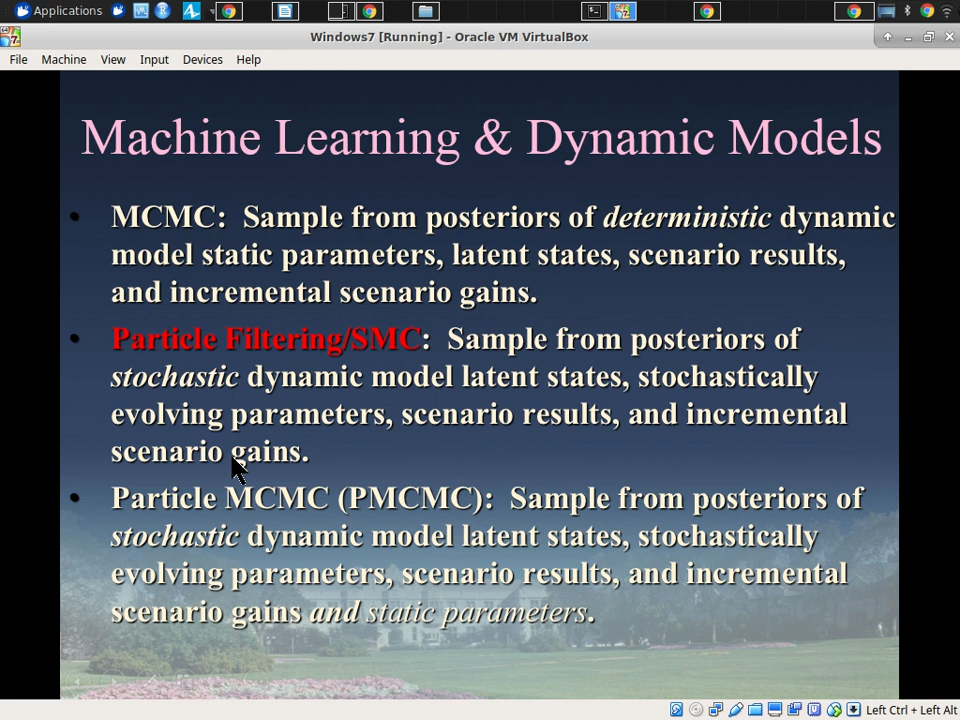 Applications
Windows7 [Running] - Oracle VM VirtualBox
File Machine View Input Devices Help
Machine Learning & Dynamic Models
• MCMC: Sample from posteriors of deterministic dynamic
model static parameters, latent states, scenario results,
and incremental scenario gains.
• Particle Filtering/SMC: Sample from posteriors of
stochastic dynamic model latent states, stochastically
evolving parameters, scenario results, and incremental
scenario gains.
• Particle MCMC (PMCMC): Sample from posteriors of
stochastic dynamic model latent states, stochastically
evolving parameters, scenario results, and incremental
scenario gains and static parameters.
Left Ctrl + Left Alt